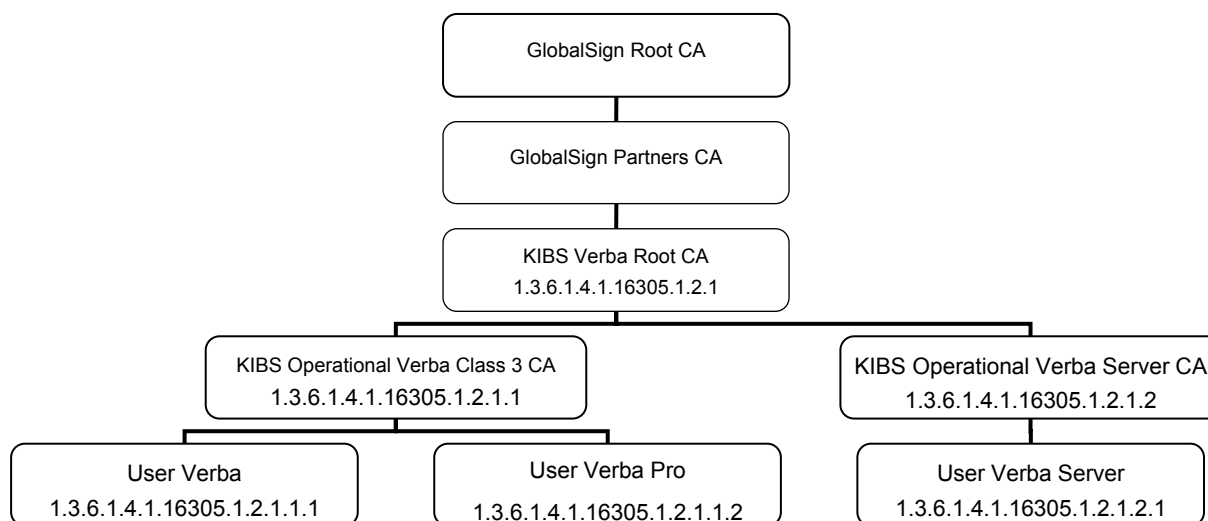 GlobalSign Root CA
GlobalSign Partners CA
KIBS Verba Root CA
1.3.6.1.4.1.16305.1.2.1
KIBS Operational Verba Class 3 CA
1.3.6.1.4.1.16305.1.2.1.1
KIBS Operational Verba Server CA
1.3.6.1.4.1.16305.1.2.1.2
User Verba
1.3.6.1.4.1.16305.1.2.1.1.1
User Verba Pro
1.3.6.1.4.1.16305.1.2.1.1.2
User Verba Server
1.3.6.1.4.1.16305.1.2.1.2.1